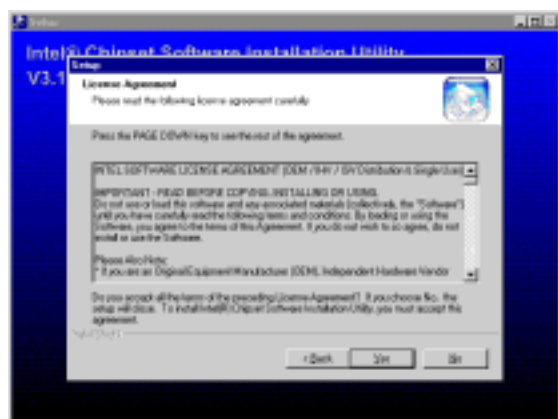 Setup
Intel® Chipset Software Installation Utility
V3.1
Setup
License Agreement
Please read the following license agreement carefully.
Press the PAGE DOWN key to see the rest of the agreement.
INTEL SOFTWARE LICENSE AGREEMENT (OEM / IHV / ISV Distribution & Single User)
IMPORTANT - READ BEFORE COPYING, INSTALLING OR USING.
Do not use or load this software and any associated materials (collectively, the "Software")
until you have carefully read the following terms and conditions. By loading or using the
Software, you agree to the terms of this Agreement. If you do not wish to so agree, do not
install or use the Software.
Please Also Note:
* If you are an Original Equipment Manufacturer (OEM), Independent Hardware Vendor
Do you accept all the terms of the preceding License Agreement? If you choose No, the
setup will close. To install Intel(R) Chipset Software Installation Utility, you must accept this
agreement.
< Back
Yes
No